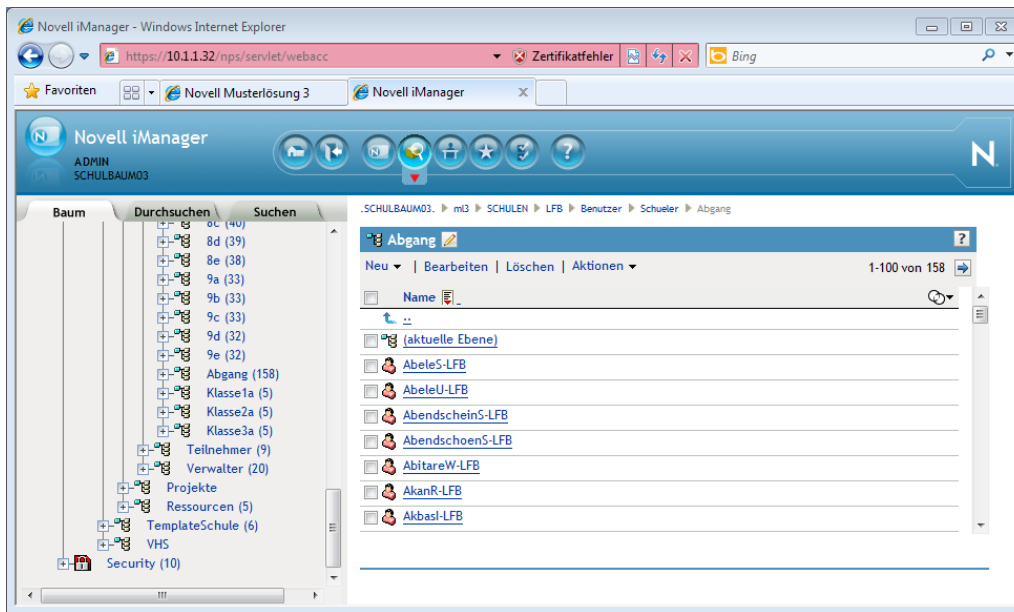 Novell iManager - Windows Internet Explorer
https://10.1.1.32/nps/servlet/webacc
Zertifikatfehler
Bing
Favoriten
Novell Musterlösung 3
Novell iManager
Novell iManager
ADMIN
SCHULBAUM03
N
Baum
Durchsuchen
Suchen
8c (40)
8d (39)
8e (38)
9a (33)
9b (33)
9c (33)
9d (32)
9e (32)
Abgang (158)
Klasse1a (5)
Klasse2a (5)
Klasse3a (5)
Teilnehmer (9)
Verwalter (20)
Projekte
Ressourcen (5)
TemplateSchule (6)
VHS
Security (10)
.SCHULBAUM03. ml3 SCHULEN LFB Benutzer Schueler Abgang
Abgang
?
Neu | Bearbeiten | Löschen | Aktionen
1-100 von 158
Name
..
(aktuelle Ebene)
AbeleS-LFB
AbeleU-LFB
AbendscheinS-LFB
AbendschoenS-LFB
AbitareW-LFB
AkanR-LFB
AkbasI-LFB